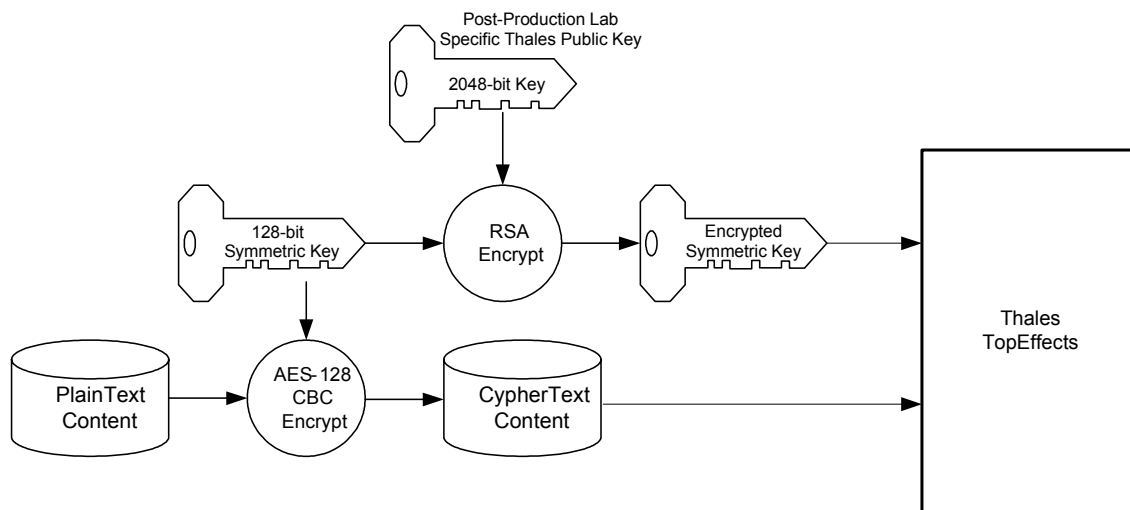 Post-Production Lab
Specific Thales Public Key
2048-bit Key
128-bit
Symmetric Key
RSA
Encrypt
Encrypted
Symmetric Key
Thales
TopEffects
PlainText
Content
AES-128
CBC
Encrypt
CypherText
Content